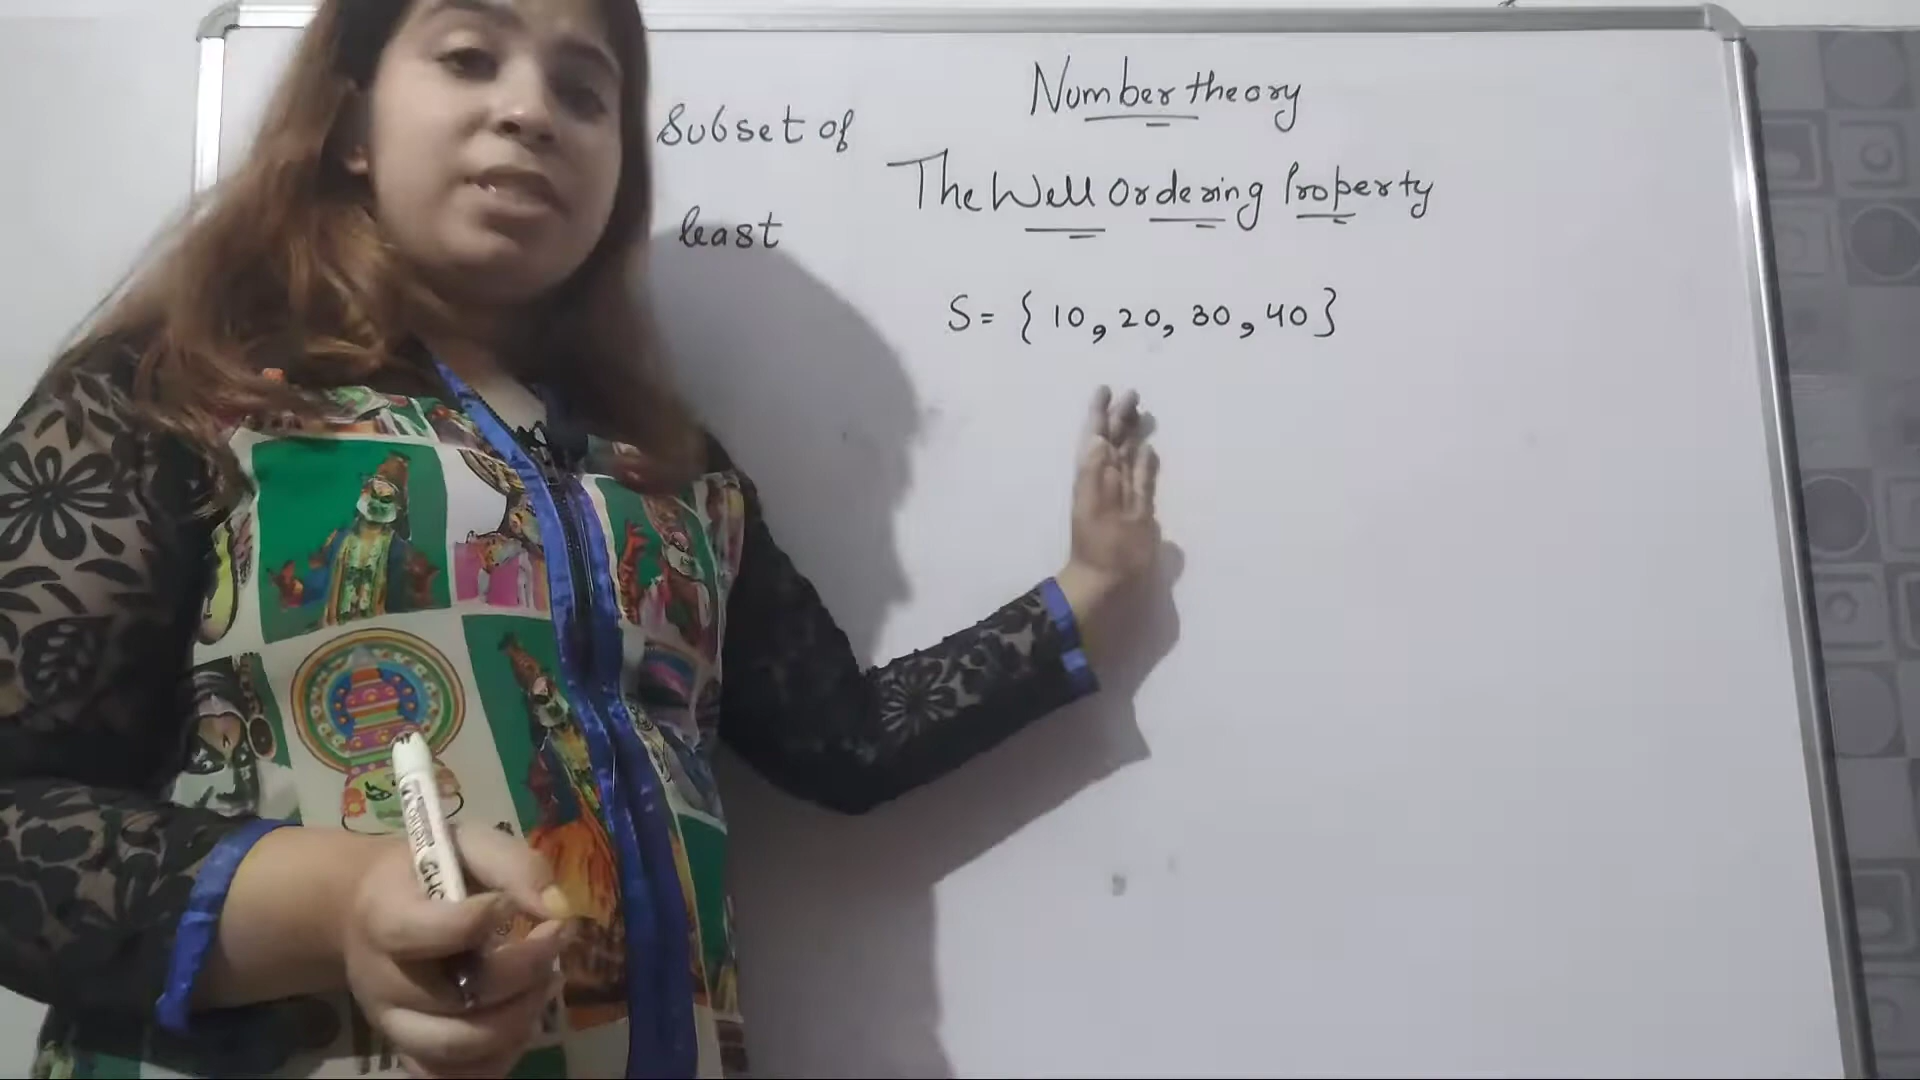 Number theory
Subset of
The Well Ordering Property
least
S = { 10, 20, 30, 40 }